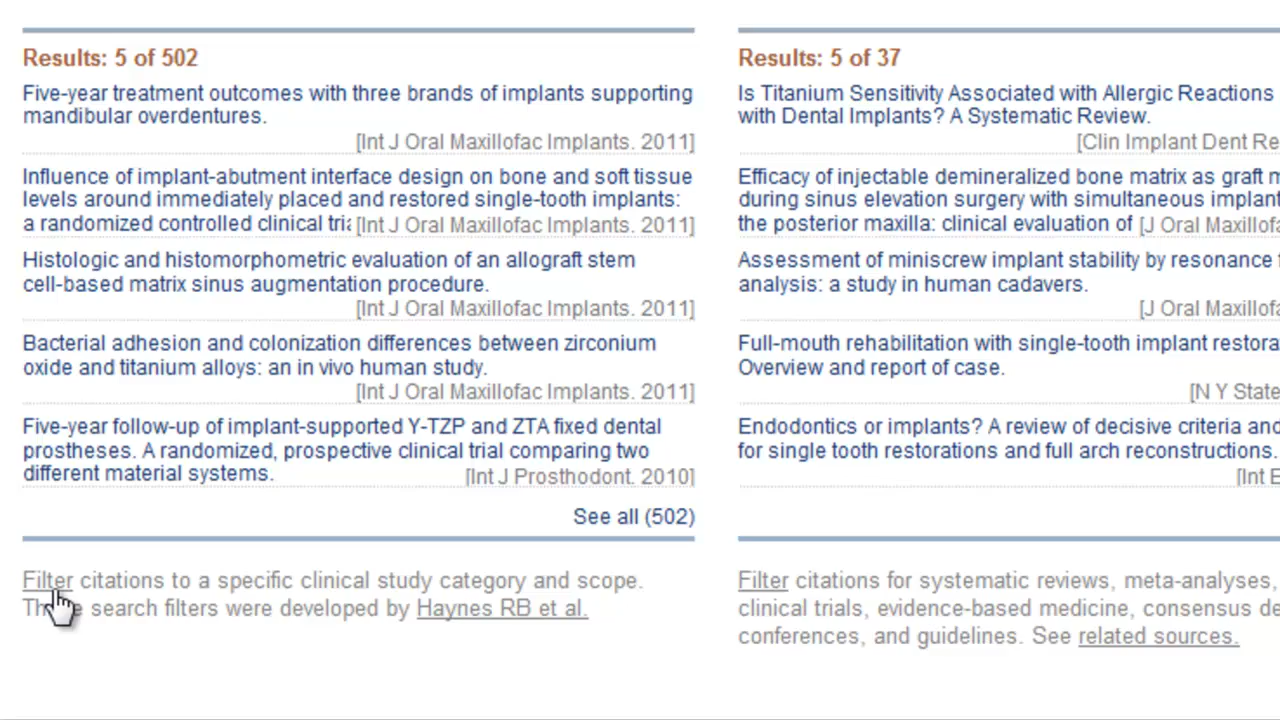 Results: 5 of 502
Five-year treatment outcomes with three brands of implants supporting
mandibular overdentures.
[Int J Oral Maxillofac Implants. 2011]
Influence of implant-abutment interface design on bone and soft tissue
levels around immediately placed and restored single-tooth implants:
a randomized controlled clinical [Int J Oral Maxillofac Implants. 2011]
Histologic and histomorphometric evaluation of an allograft stem
cell-based matrix sinus augmentation procedure.
[Int J Oral Maxillofac Implants. 2011]
Bacterial adhesion and colonization differences between zirconium
oxide and titanium alloys: an in vivo human study.
[Int J Oral Maxillofac Implants. 2011]
Five-year follow-up of implant-supported Y-TZP and ZTA fixed dental
prostheses. A randomized, prospective clinical trial comparing two
different material systems. [Int J Prosthodont. 2010]
See all (502)
Filter citations to a specific clinical study category and scope.
search filters were developed by Haynes RB et al.
Results: 5 of 37
Is Titanium Sensitivity Associated with Allergic Reactions
with Dental Implants? A Systematic Review.
[Clin Implant Dent Re
Efficacy of injectable demineralized bone matrix as graft m
during sinus elevation surgery with simultaneous implant
the posterior maxilla: clinical evaluation of [J Oral Maxillofa
Assessment of miniscrew implant stability by resonance f
analysis: a study in human cadavers.
[J Oral Maxillofa
Full-mouth rehabilitation with single-tooth implant restora
Overview and report of case.
[N Y State
Endodontics or implants? A review of decisive criteria and
for single tooth restorations and full arch reconstructions.
[Int E
Filter citations for systematic reviews, meta-analyses,
clinical trials, evidence-based medicine, consensus de
conferences, and guidelines. See related sources.